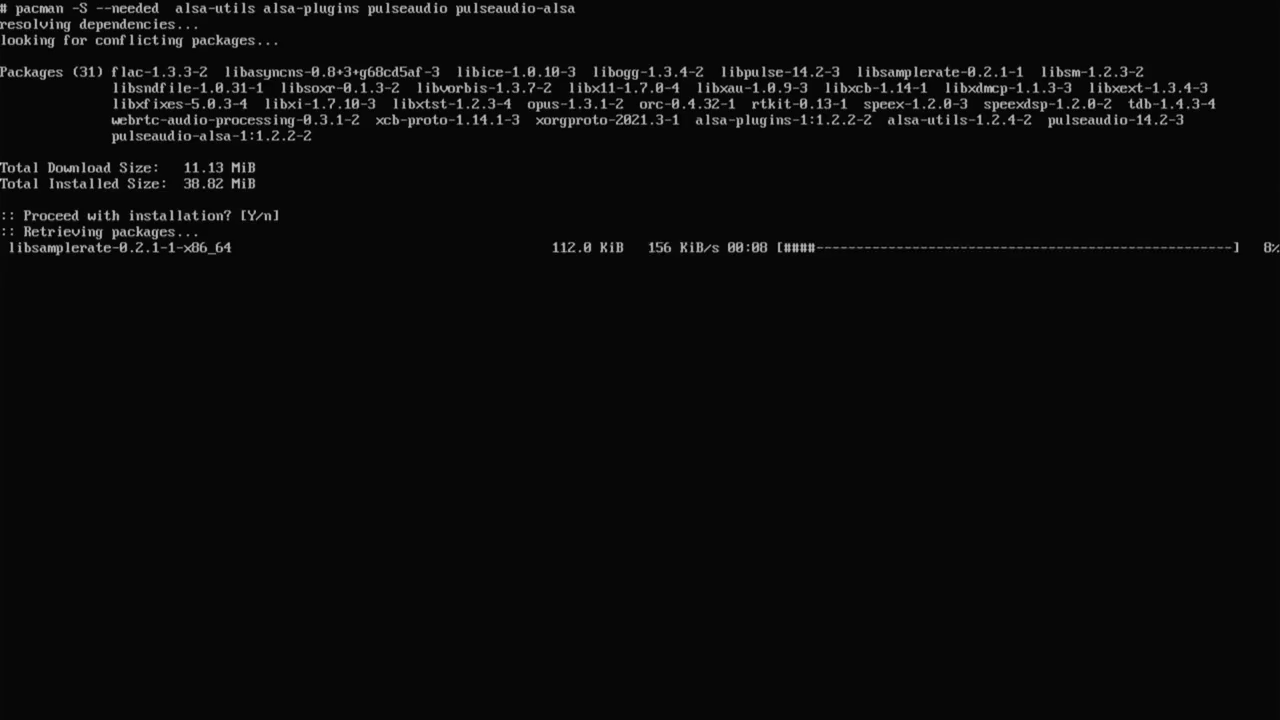 # pacman -S --needed  alsa-utils alsa-plugins pulseaudio pulseaudio-alsa
resolving dependencies...
looking for conflicting packages...
Packages (31) flac-1.3.3-2  libasyncns-0.8+3+g68cd5af-3  libice-1.0.10-3  libogg-1.3.4-2  libpulse-14.2-3  libsamplerate-0.2.1-1  libsm-1.2.3-2
libsndfile-1.0.31-1  libsoxr-0.1.3-2  libvorbis-1.3.7-2  libx11-1.7.0-4  libxau-1.0.9-3  libxcb-1.14-1  libxdmcp-1.1.3-3  libxext-1.3.4-3
libxfixes-5.0.3-4  libxi-1.7.10-3  libxtst-1.2.3-4  opus-1.3.1-2  orc-0.4.32-1  rtkit-0.13-1  speex-1.2.0-3  speexdsp-1.2.0-2  tdb-1.4.3-4
webrtc-audio-processing-0.3.1-2  xcb-proto-1.14.1-3  xorgproto-2021.3-1  alsa-plugins-1:1.2.2-2  alsa-utils-1.2.4-2  pulseaudio-14.2-3
pulseaudio-alsa-1:1.2.2-2
Total Download Size:   11.13 MiB
Total Installed Size:  38.82 MiB
:: Proceed with installation? [Y/n]
:: Retrieving packages...
libsamplerate-0.2.1-1-x86_64 112.0 KiB   156 KiB/s 00:08 [####----------------------------------------------------] 8%